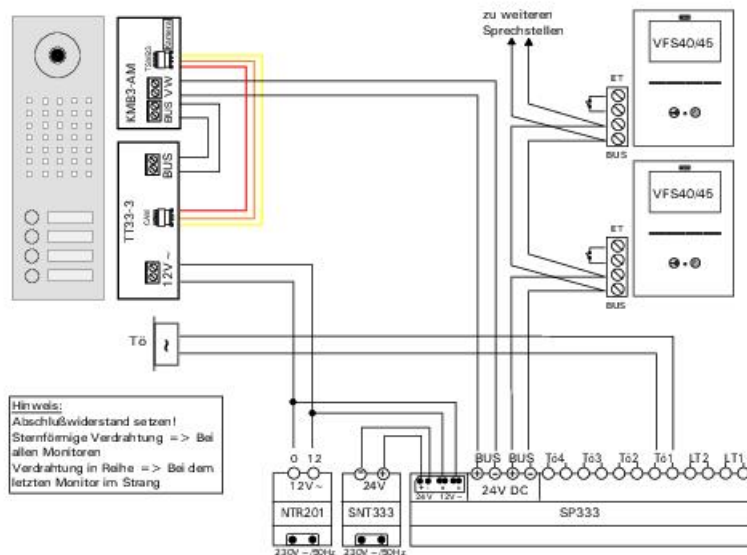 zu weiteren
Sprechstellen
VFS40/45
ET
BUS
KMB3-AM
BUS VW
TT33-3
BUS
CAM
12V ~
VFS40/45
ET
BUS
Tö
~
Hinweis:
Abschlußwiderstand setzen!
Sternförmige Verdrahtung => Bei
allen Monitoren
Verdrahtung in Reihe => Bei dem
letzten Monitor im Strang
0 12
12V ~
NTR201
230V ~/50Hz
- +
24V
SNT333
230V ~/50Hz
24V 12V ~
BUS BUS Tö4 Tö3 Tö2 Tö1 LT2 LT1
+ - + -
24V DC
SP333